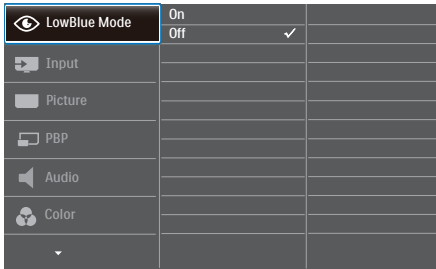 LowBlue Mode
On
Off
Input
Picture
PBP
Audio
Color